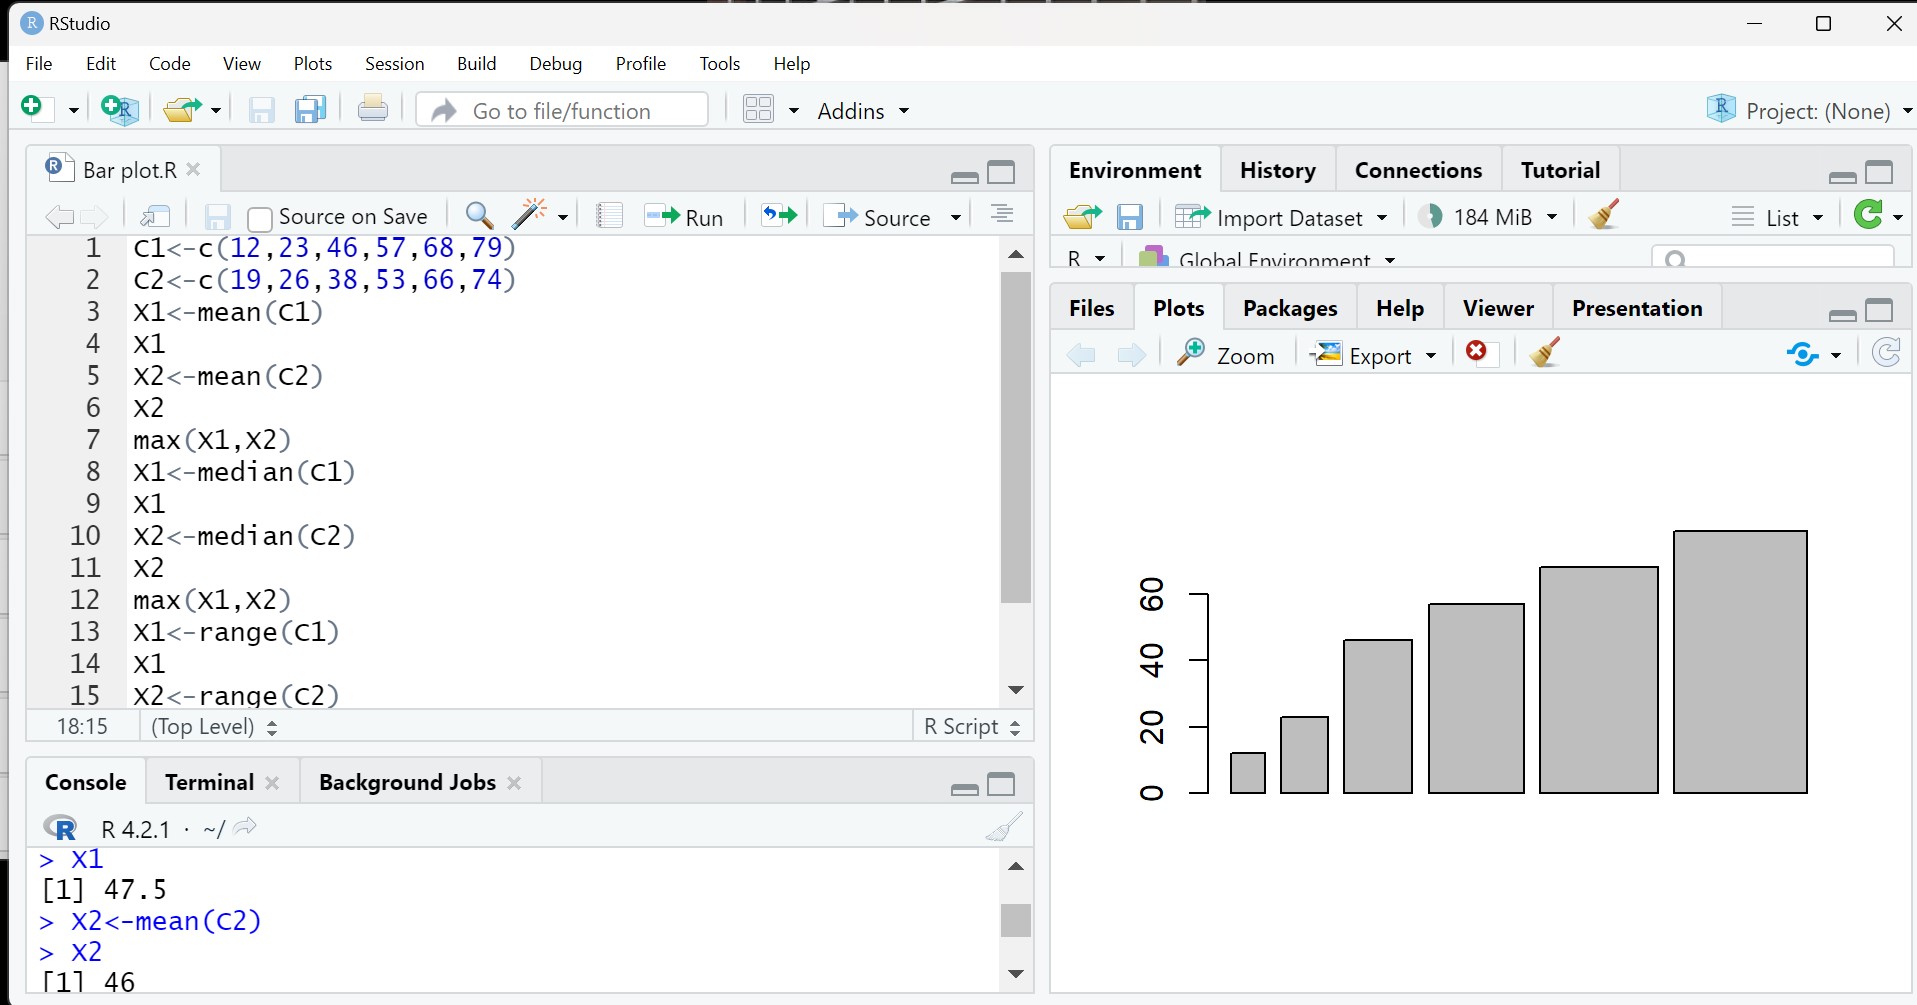 RStudio
File Edit Code View Plots Session Build Debug Profile Tools Help
Go to file/function Addins Project: (None)
Bar plot.R
Source on Save Run Source
1 C1<-c(12,23,46,57,68,79)
2 C2<-c(19,26,38,53,66,74)
3 X1<-mean(C1)
4 X1
5 X2<-mean(C2)
6 X2
7 max(X1,X2)
8 X1<-median(C1)
9 X1
10 X2<-median(C2)
11 X2
12 max(X1,X2)
13 X1<-range(C1)
14 X1
15 X2<-range(C2)
18:15 (Top Level) R Script
Console Terminal Background Jobs
R 4.2.1 · ~/
> X1
[1] 47.5
> X2<-mean(C2)
> X2
[1] 46
Environment History Connections Tutorial
Import Dataset 184 MiB List
R Global Environment
Files Plots Packages Help Viewer Presentation
Zoom Export
60
40
20
0